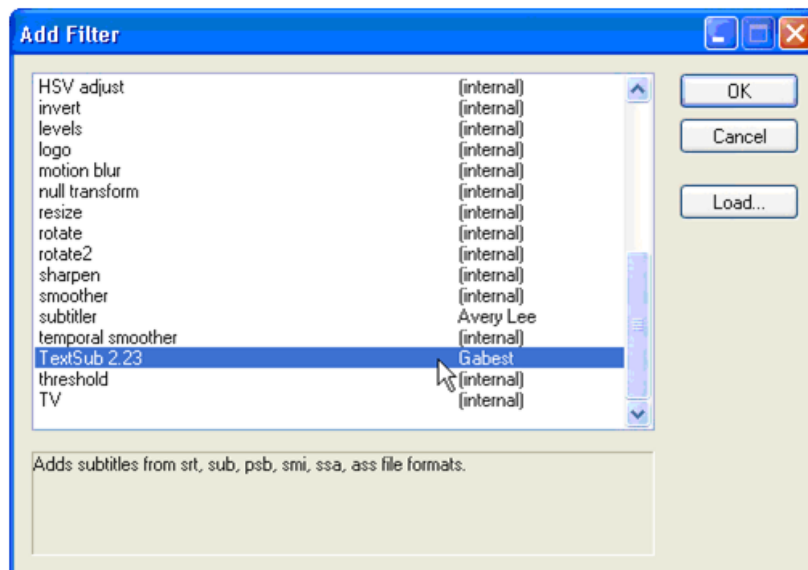 Add Filter
HSV adjust (internal)
invert (internal)
levels (internal)
logo (internal)
motion blur (internal)
null transform (internal)
resize (internal)
rotate (internal)
rotate2 (internal)
sharpen (internal)
smoother (internal)
subtitler Avery Lee
temporal smoother (internal)
TextSub 2.23 Gabest
threshold (internal)
TV (internal)
OK
Cancel
Load...
Adds subtitles from srt, sub, psb, smi, ssa, ass file formats.